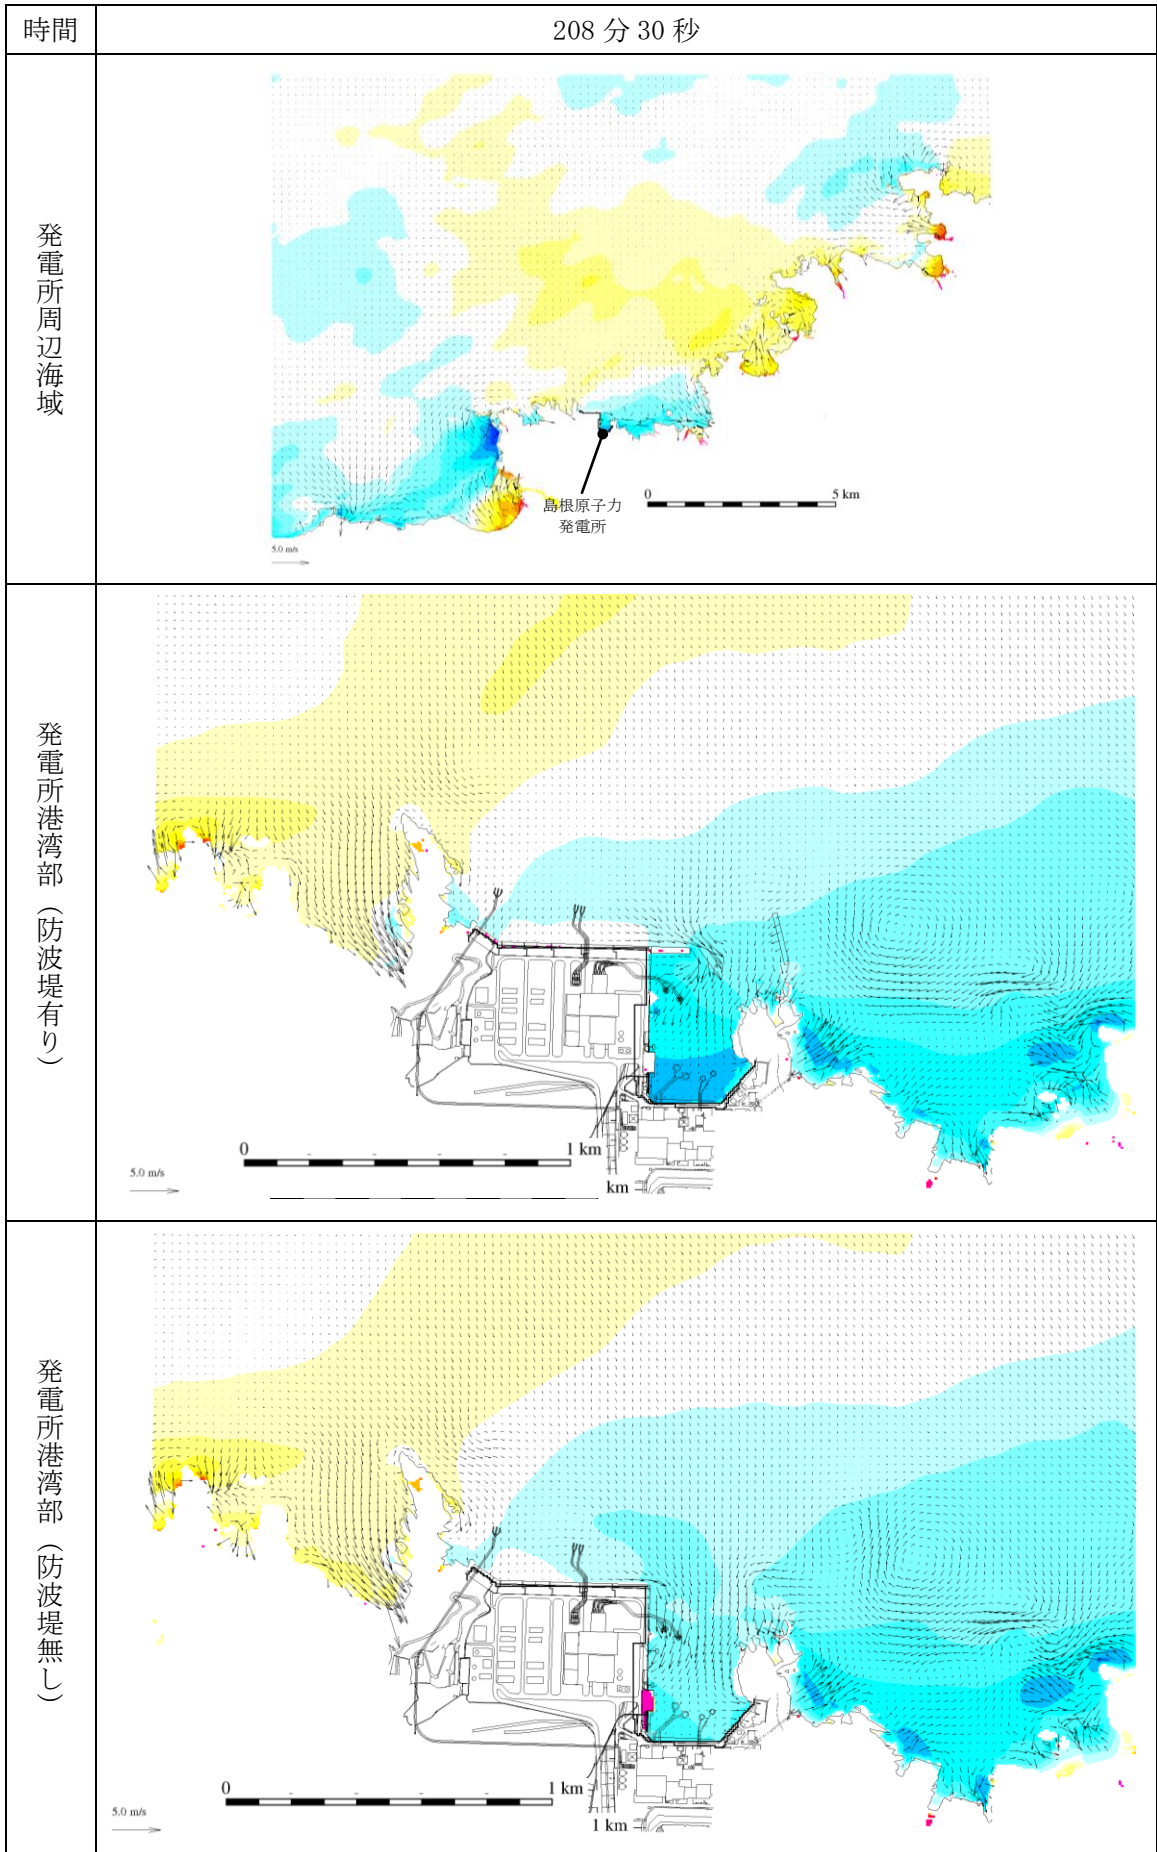 時間
208 分 30 秒
発電所周辺海域
島根原子力
発電所
0
5 km
5.0 m/s
発電所港湾部（防波堤有り）
0
1 km
5.0 m/s
km
発電所港湾部（防波堤無し）
0
1 km
5.0 m/s
1 km